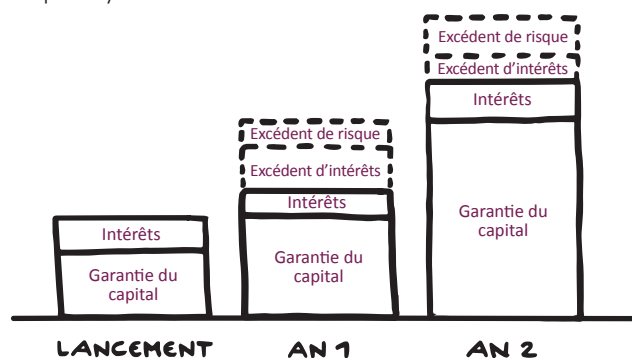 Excédent de risque
Excédent d'intérêts
Intérêts
Garantie du
capital
Excédent de risque
Excédent d'intérêts
Intérêts
Garantie du
capital
Intérêts
Garantie du
capital
LANCEMENT
AN 1
AN 2